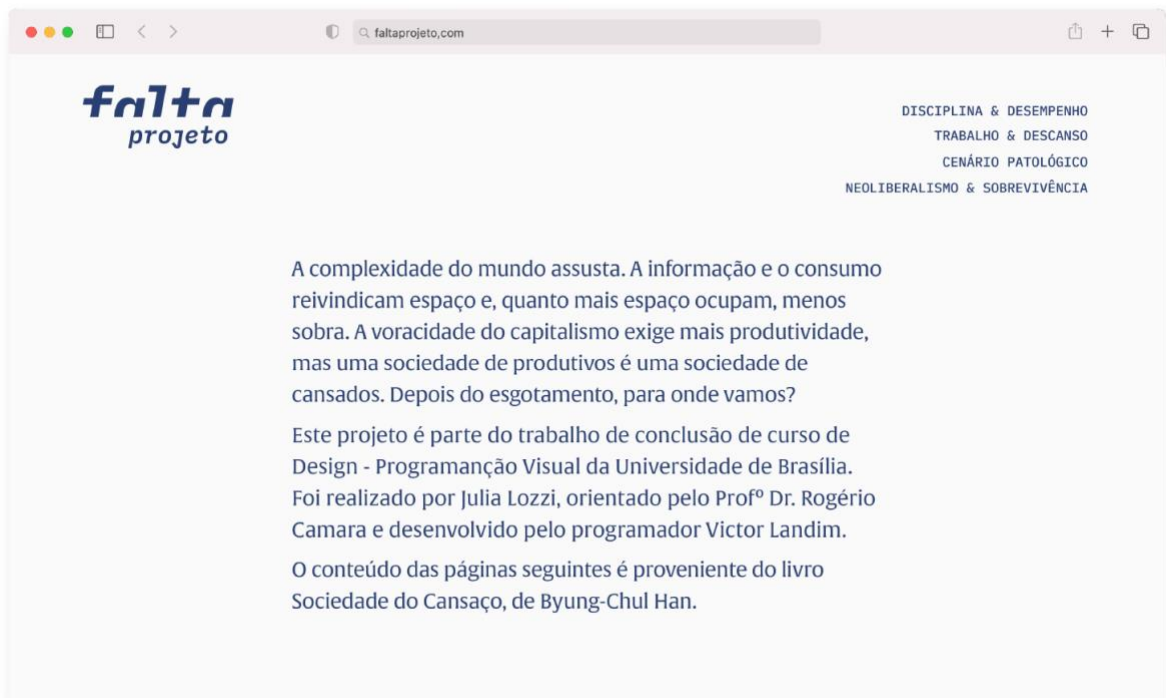 faltaprojeto,com
falta
projeto
DISCIPLINA & DESEMPENHO
TRABALHO & DESCANSO
CENÁRIO PATOLÓGICO
NEOLIBERALISMO & SOBREVIVÊNCIA
A complexidade do mundo assusta. A informação e o consumo
reivindicam espaço e, quanto mais espaço ocupam, menos
sobra. A voracidade do capitalismo exige mais produtividade,
mas uma sociedade de produtivos é uma sociedade de
cansados. Depois do esgotamento, para onde vamos?
Este projeto é parte do trabalho de conclusão de curso de
Design - Programanção Visual da Universidade de Brasília.
Foi realizado por Julia Lozzi, orientado pelo Profº Dr. Rogério
Camara e desenvolvido pelo programador Victor Landim.
O conteúdo das páginas seguintes é proveniente do livro
Sociedade do Cansaço, de Byung-Chul Han.